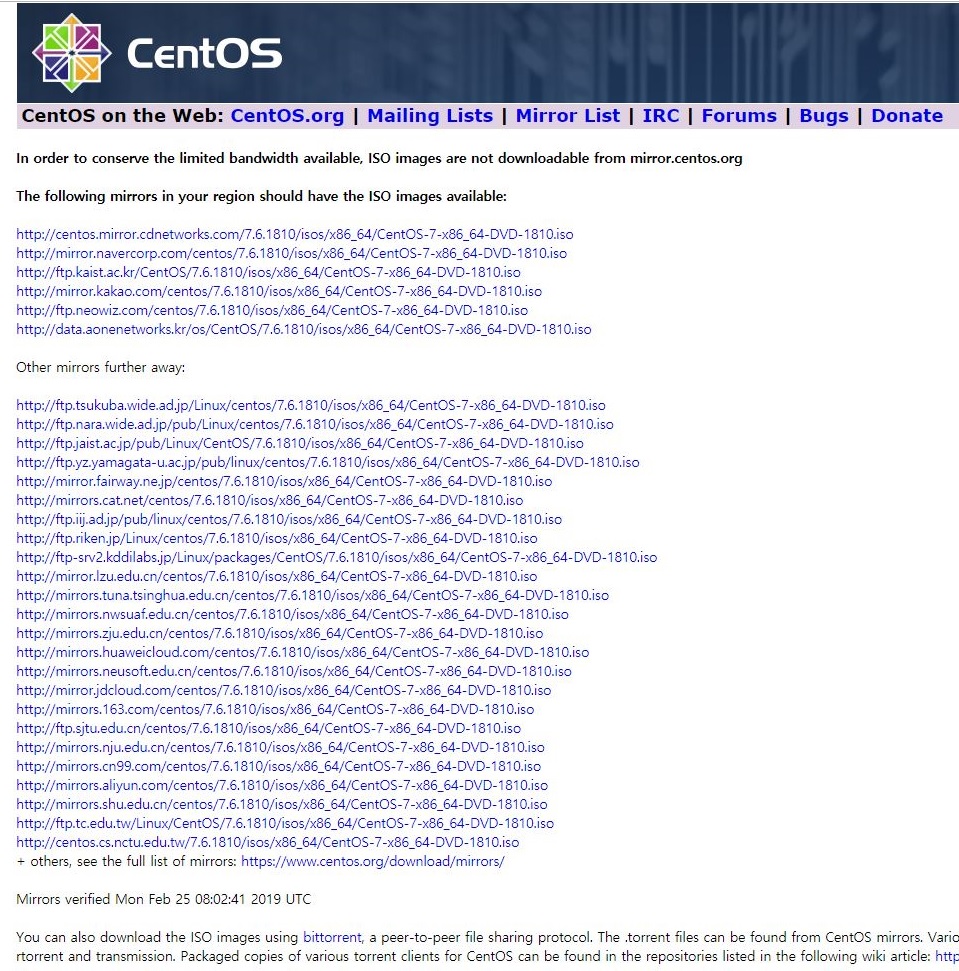 CentOS
CentOS on the Web: CentOS.org | Mailing Lists | Mirror List | IRC | Forums | Bugs | Donate
In order to conserve the limited bandwidth available, ISO images are not downloadable from mirror.centos.org
The following mirrors in your region should have the ISO images available:
http://centos.mirror.cdnetworks.com/7.6.1810/isos/x86_64/CentOS-7-x86_64-DVD-1810.iso
http://mirror.navercorp.com/centos/7.6.1810/isos/x86_64/CentOS-7-x86_64-DVD-1810.iso
http://ftp.kaist.ac.kr/CentOS/7.6.1810/isos/x86_64/CentOS-7-x86_64-DVD-1810.iso
http://mirror.kakao.com/centos/7.6.1810/isos/x86_64/CentOS-7-x86_64-DVD-1810.iso
http://ftp.neowiz.com/centos/7.6.1810/isos/x86_64/CentOS-7-x86_64-DVD-1810.iso
http://data.aonenetworks.kr/os/CentOS/7.6.1810/isos/x86_64/CentOS-7-x86_64-DVD-1810.iso
Other mirrors further away:
http://ftp.tsukuba.wide.ad.jp/Linux/centos/7.6.1810/isos/x86_64/CentOS-7-x86_64-DVD-1810.iso
http://ftp.nara.wide.ad.jp/pub/Linux/centos/7.6.1810/isos/x86_64/CentOS-7-x86_64-DVD-1810.iso
http://ftp.jaist.ac.jp/pub/Linux/CentOS/7.6.1810/isos/x86_64/CentOS-7-x86_64-DVD-1810.iso
http://ftp.yz.yamagata-u.ac.jp/pub/linux/centos/7.6.1810/isos/x86_64/CentOS-7-x86_64-DVD-1810.iso
http://mirror.fairway.ne.jp/centos/7.6.1810/isos/x86_64/CentOS-7-x86_64-DVD-1810.iso
http://mirrors.cat.net/centos/7.6.1810/isos/x86_64/CentOS-7-x86_64-DVD-1810.iso
http://ftp.iij.ad.jp/pub/linux/centos/7.6.1810/isos/x86_64/CentOS-7-x86_64-DVD-1810.iso
http://ftp.riken.jp/Linux/centos/7.6.1810/isos/x86_64/CentOS-7-x86_64-DVD-1810.iso
http://ftp-srv2.kddilabs.jp/Linux/packages/CentOS/7.6.1810/isos/x86_64/CentOS-7-x86_64-DVD-1810.iso
http://mirror.lzu.edu.cn/centos/7.6.1810/isos/x86_64/CentOS-7-x86_64-DVD-1810.iso
http://mirrors.tuna.tsinghua.edu.cn/centos/7.6.1810/isos/x86_64/CentOS-7-x86_64-DVD-1810.iso
http://mirrors.nwsuaf.edu.cn/centos/7.6.1810/isos/x86_64/CentOS-7-x86_64-DVD-1810.iso
http://mirrors.zju.edu.cn/centos/7.6.1810/isos/x86_64/CentOS-7-x86_64-DVD-1810.iso
http://mirrors.huaweicloud.com/centos/7.6.1810/isos/x86_64/CentOS-7-x86_64-DVD-1810.iso
http://mirrors.neusoft.edu.cn/centos/7.6.1810/isos/x86_64/CentOS-7-x86_64-DVD-1810.iso
http://mirror.jdcloud.com/centos/7.6.1810/isos/x86_64/CentOS-7-x86_64-DVD-1810.iso
http://mirrors.163.com/centos/7.6.1810/isos/x86_64/CentOS-7-x86_64-DVD-1810.iso
http://ftp.sjtu.edu.cn/centos/7.6.1810/isos/x86_64/CentOS-7-x86_64-DVD-1810.iso
http://mirrors.nju.edu.cn/centos/7.6.1810/isos/x86_64/CentOS-7-x86_64-DVD-1810.iso
http://mirrors.cn99.com/centos/7.6.1810/isos/x86_64/CentOS-7-x86_64-DVD-1810.iso
http://mirrors.aliyun.com/centos/7.6.1810/isos/x86_64/CentOS-7-x86_64-DVD-1810.iso
http://mirrors.shu.edu.cn/centos/7.6.1810/isos/x86_64/CentOS-7-x86_64-DVD-1810.iso
http://ftp.tc.edu.tw/Linux/CentOS/7.6.1810/isos/x86_64/CentOS-7-x86_64-DVD-1810.iso
http://centos.cs.nctu.edu.tw/7.6.1810/isos/x86_64/CentOS-7-x86_64-DVD-1810.iso
+ others, see the full list of mirrors: https://www.centos.org/download/mirrors/
Mirrors verified Mon Feb 25 08:02:41 2019 UTC
You can also download the ISO images using bittorrent, a peer-to-peer file sharing protocol. The .torrent files can be found from CentOS mirrors. Vario
rtorrent and transmission. Packaged copies of various torrent clients for CentOS can be found in the repositories listed in the following wiki article: http